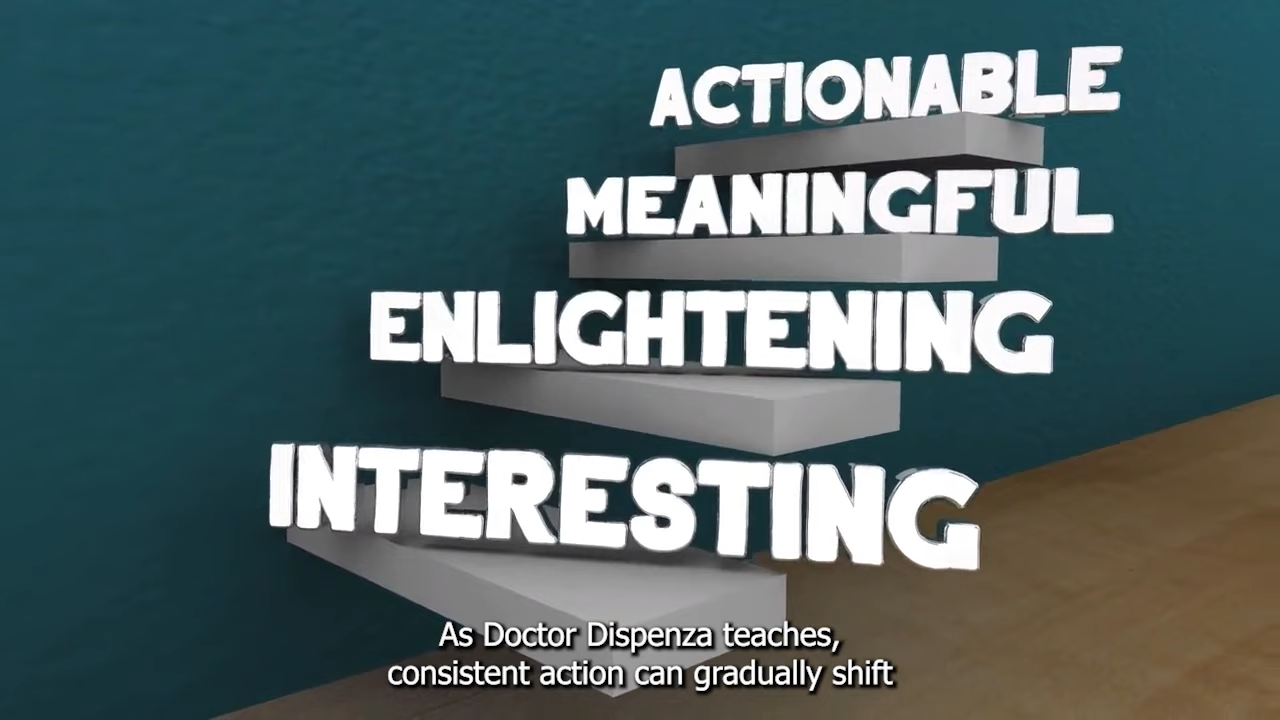 ACTIONABLE
MEANINGFUL
ENLIGHTENING
INTERESTING
As Doctor Dispenza teaches,
consistent action can gradually shift